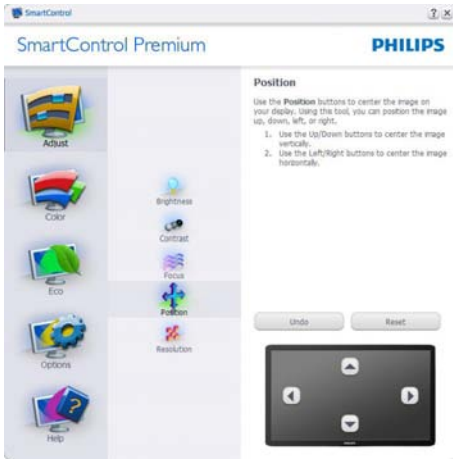 SmartControl
SmartControl Premium
PHILIPS
Adjust
Color
Eco
Options
Help
Brightness
Contrast
Focus
Position
Resolution
Position
Use the Position buttons to center the image on
your display. Using this tool, you can position the image
up, down, left, or right.
1. Use the Up/Down buttons to center the image
vertically.
2. Use the Left/Right buttons to center the image
horizontally.
Undo
Reset